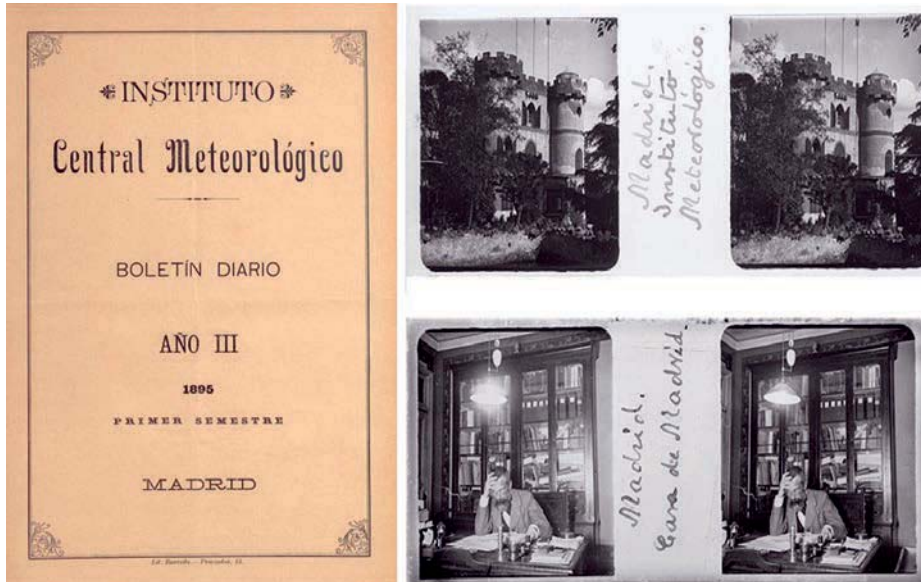 INSTITUTO
Central Meteorológico
BOLETÍN DIARIO
AÑO III
1895
PRIMER SEMESTRE
MADRID
Madrid.
Instituto
Meteorológico.
Madrid.
Casa de Madrid.